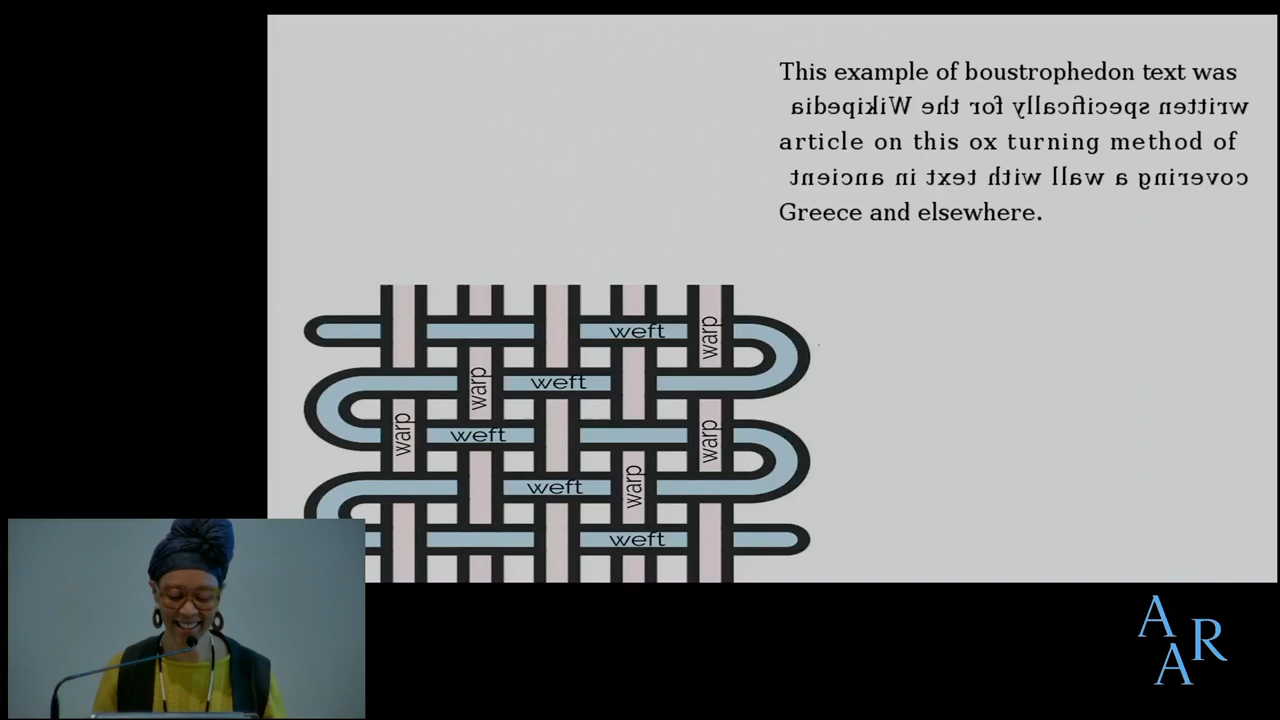 This example of boustrophedon text was
written specifically for the Wikipedia
article on this ox turning method of
covering a wall with text in ancient
Greece and elsewhere.
weft
warp
warp
weft
warp
weft
warp
weft
warp
weft
A
R
A